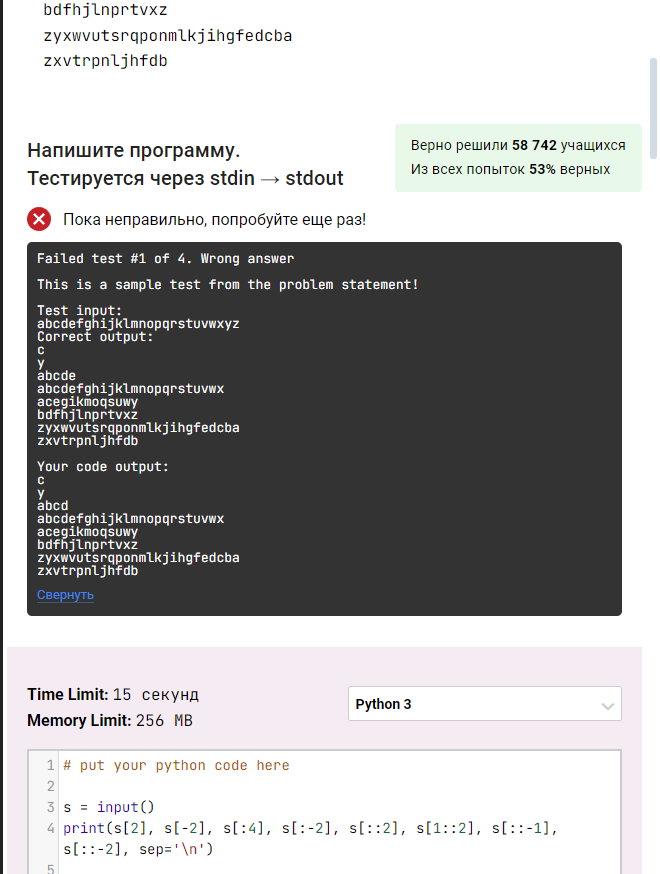 bdfhjlnprtvxz
zyxwvutsrqponmlkjihgfedcba
zxvtrpnljhfdb
Напишите программу.
Тестируется через stdin → stdout
Верно решили 58 742 учащихся
Из всех попыток 53% верных
Пока неправильно, попробуйте еще раз!
Failed test #1 of 4. Wrong answer
This is a sample test from the problem statement!
Test input:
abcdefghijklmnopqrstuvwxyz
Correct output:
c
y
abcde
abcdefghijklmnopqrstuvwx
acegikmoqsuwy
bdfhjlnprtvxz
zyxwvutsrqponmlkjihgfedcba
zxvtrpnljhfdb
Your code output:
c
y
abcd
abcdefghijklmnopqrstuvwx
acegikmoqsuwy
bdfhjlnprtvxz
zyxwvutsrqponmlkjihgfedcba
zxvtrpnljhfdb
Свернуть
Time Limit: 15 секунд
Memory Limit: 256 MB
Python 3
1 # put your python code here
2
3 s = input()
4 print(s[2], s[-2], s[:4], s[:-2], s[::2], s[1::2], s[::-1],
s[::-2], sep='\n')
5